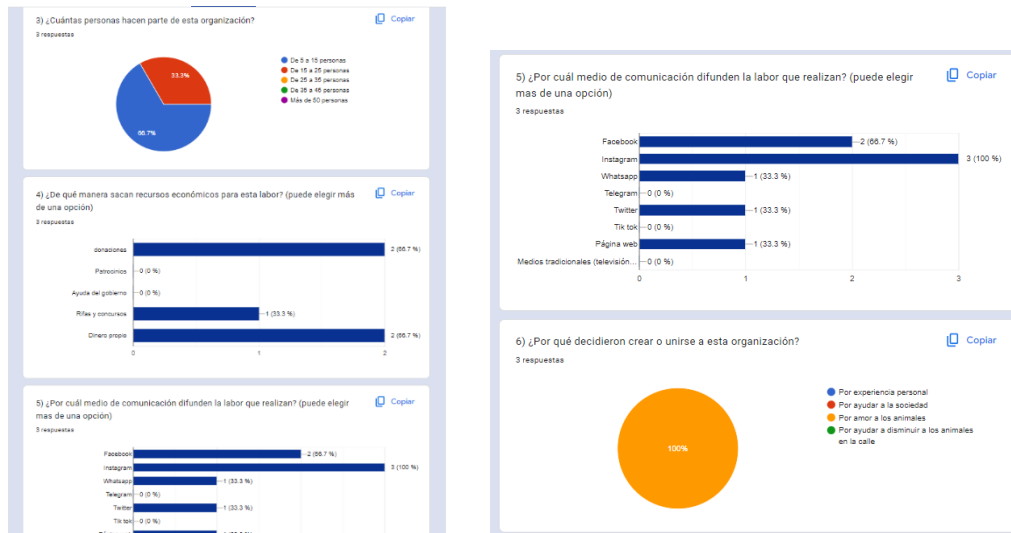 3) ¿Cuántas personas hacen parte de esta organización?
Copiar
3 respuestas
33.3%
66.7%
De 5 a 15 personas
De 15 a 25 personas
De 25 a 35 personas
De 35 a 45 personas
Más de 50 personas
4) ¿De qué manera sacan recursos económicos para esta labor? (puede elegir más
de una opción)
Copiar
3 respuestas
donaciones
2 (66.7 %)
Patrocinios
0 (0 %)
Ayuda del gobierno
0 (0 %)
Rifas y concursos
1 (33.3 %)
Dinero propio
2 (66.7 %)
0 1 2
5) ¿Por cuál medio de comunicación difunden la labor que realizan? (puede elegir
mas de una opción)
Copiar
3 respuestas
Facebook
2 (66.7 %)
Instagram
3 (100 %)
Whatsapp
1 (33.3 %)
Telegram
0 (0 %)
Twitter
1 (33.3 %)
Tik tok
0 (0 %)
5) ¿Por cuál medio de comunicación difunden la labor que realizan? (puede elegir
mas de una opción)
Copiar
3 respuestas
Facebook
2 (66.7 %)
Instagram
3 (100 %)
Whatsapp
1 (33.3 %)
Telegram
0 (0 %)
Twitter
1 (33.3 %)
Tik tok
0 (0 %)
Página web
1 (33.3 %)
Medios tradicionales (televisión...
0 (0 %)
0 1 2 3
6) ¿Por qué decidieron crear o unirse a esta organización?
Copiar
3 respuestas
100%
Por experiencia personal
Por ayudar a la sociedad
Por amor a los animales
Por ayudar a disminuir a los animales
en la calle